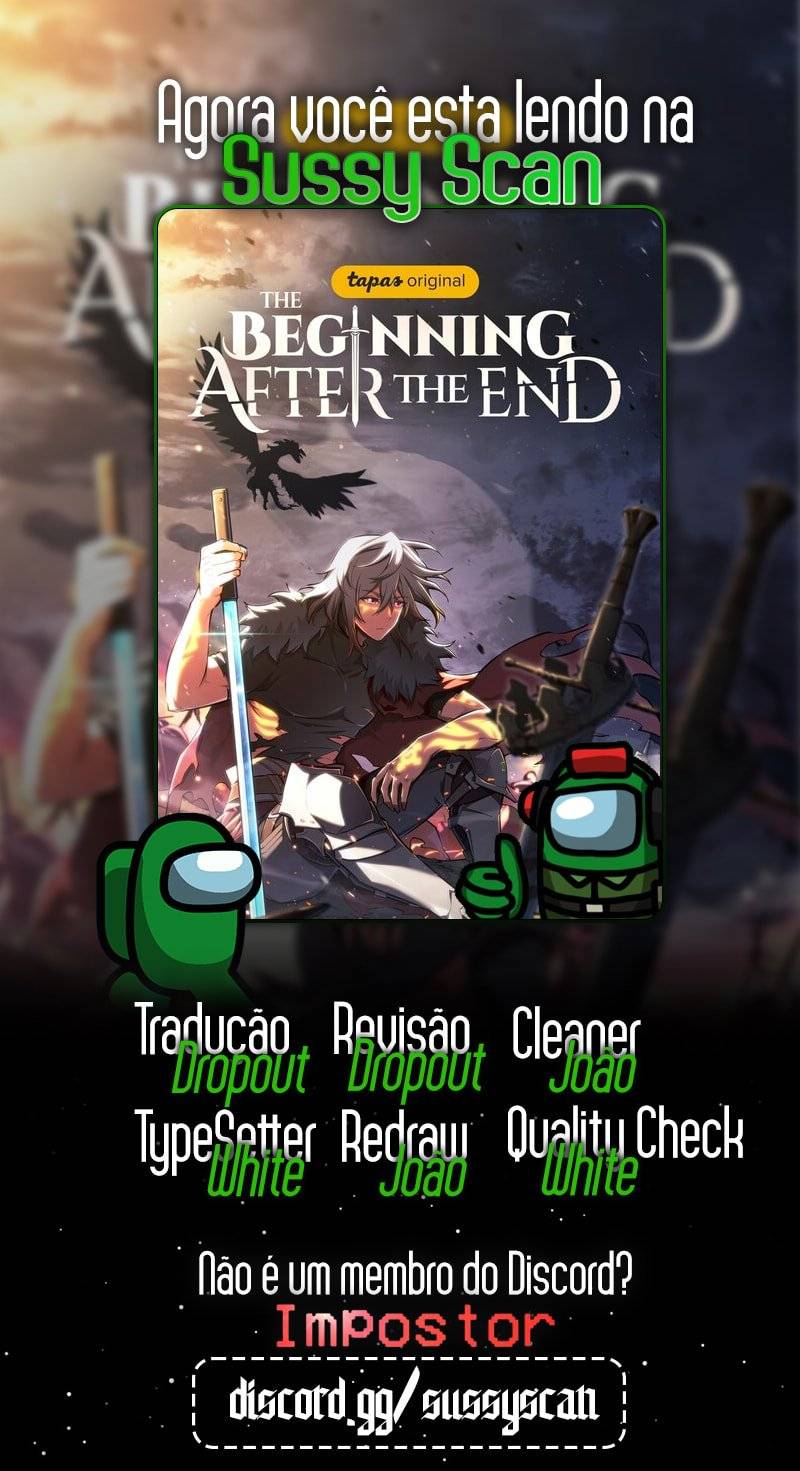 Agora você esta lendo na
Sussy Scan
tapas original
THE
BEGINNING
AFTER THE END
Tradução Revisão Cleaner
Dropout Dropout João
TypeSetter Redraw Quality Check
White João White
Não é um membro do Discord?
Impostor
discord.gg/sussyscan